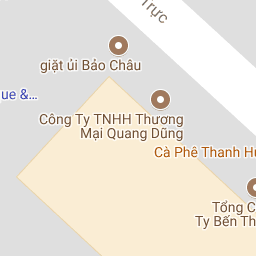 Trực
giặt ủi Bảo Châu
ue &...
Công Ty TNHH Thương
Mại Quang Dũng
Cà Phê Thanh Hu
Tổng C
Ty Bến Th